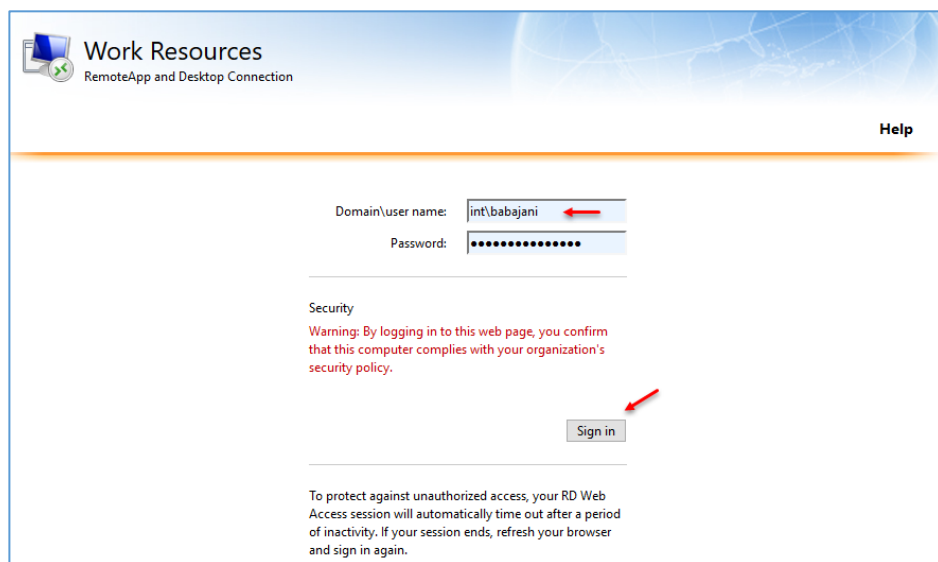 Work Resources
RemoteApp and Desktop Connection
Help
Domain\user name: int\babajani
Password: •••••••••••••••
Security
Warning: By logging in to this web page, you confirm
that this computer complies with your organization's
security policy.
Sign in
To protect against unauthorized access, your RD Web
Access session will automatically time out after a period
of inactivity. If your session ends, refresh your browser
and sign in again.